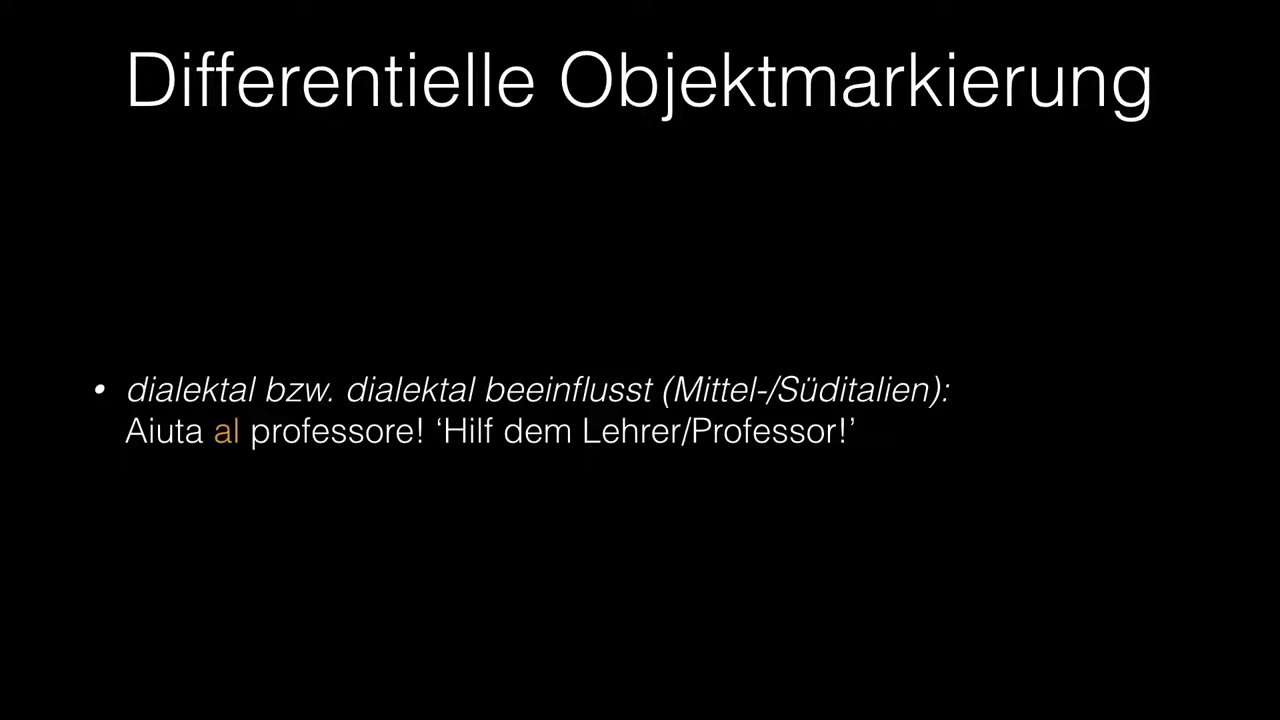 Differentielle Objektmarkierung
• dialektal bzw. dialektal beeinflusst (Mittel-/Süditalien):
Aiuta al professore! ‘Hilf dem Lehrer/Professor!’